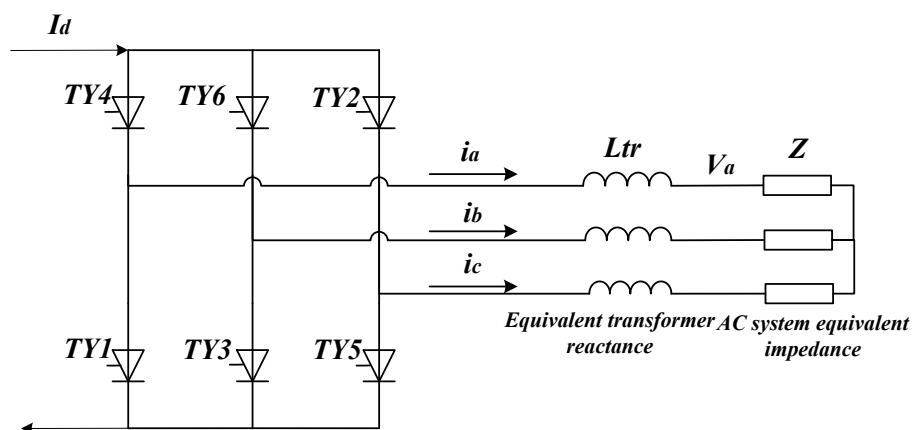 Id
TY4
TY6
TY2
ia
Ltr
Va
Z
ib
ic
TY1
TY3
TY5
Equivalent transformer
reactance
AC system equivalent
impedance